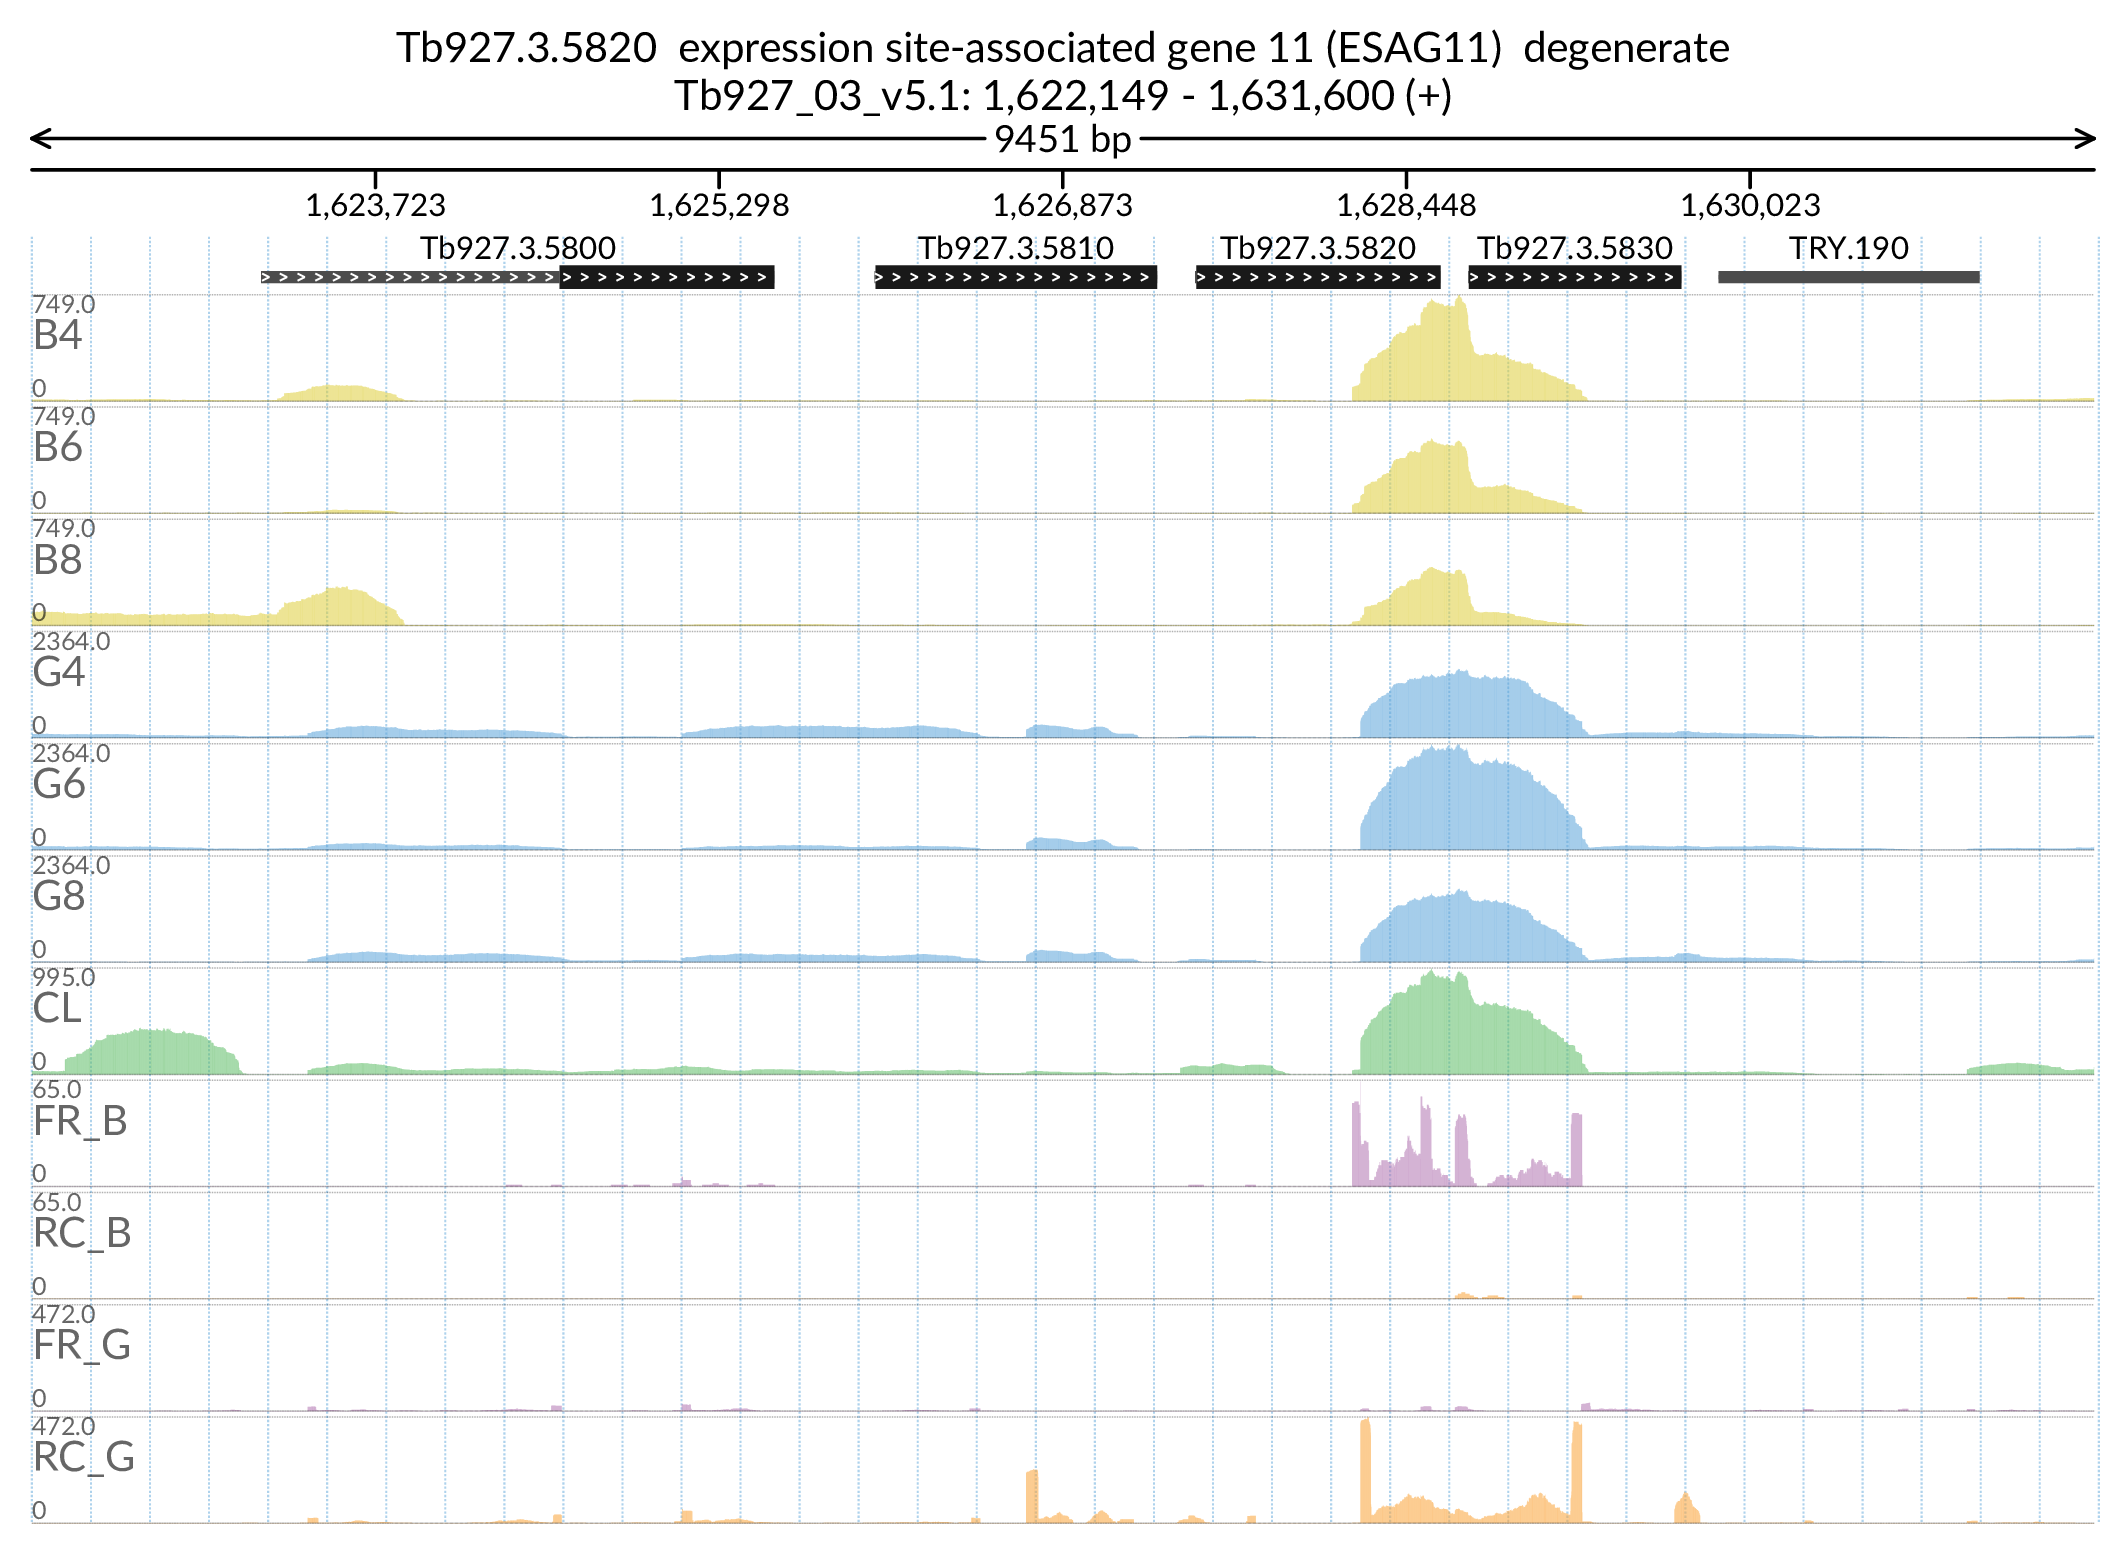 Tb927.3.5820  expression site-associated gene 11 (ESAG11)  degenerate
Tb927_03_v5.1: 1,622,149 - 1,631,600 (+)
9451 bp
1,623,723 1,625,298 1,626,873 1,628,448 1,630,023
Tb927.3.5800 Tb927.3.5810 Tb927.3.5820 Tb927.3.5830 TRY.190
749.0
B4
0
749.0
B6
0
749.0
B8
0
2364.0
G4
0
2364.0
G6
0
2364.0
G8
0
995.0
CL
0
65.0
FR_B
0
65.0
RC_B
0
472.0
FR_G
0
472.0
RC_G
0